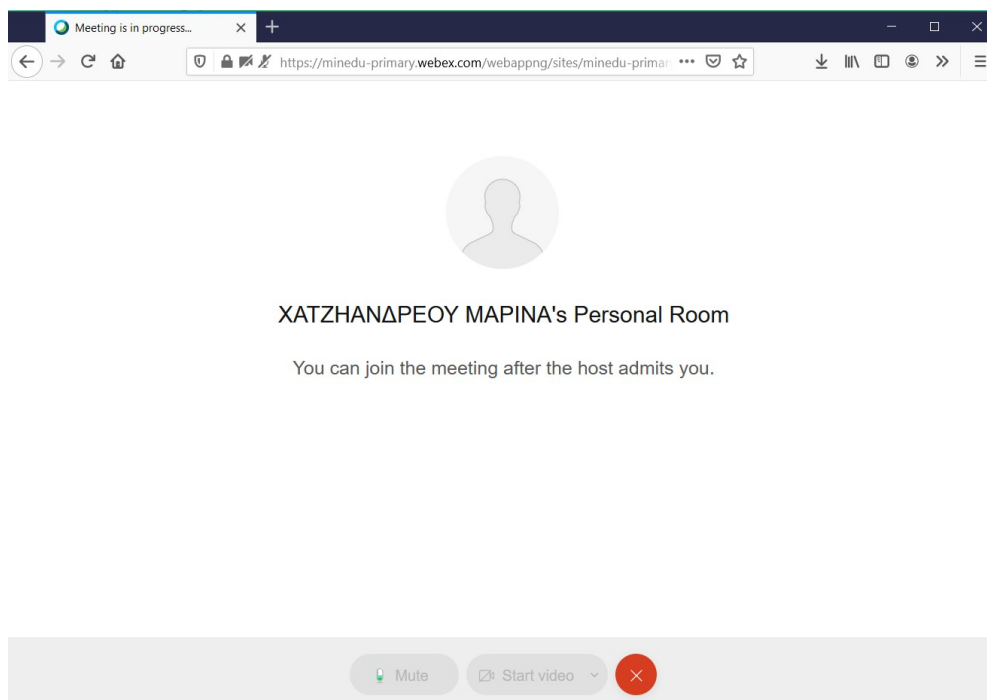 Meeting is in progress...
https://minedu-primary.webex.com/webappng/sites/minedu-primar
ΧΑΤΖΗΑΝΔΡΕΟΥ ΜΑΡΙΝΑ's Personal Room
You can join the meeting after the host admits you.
Mute
Start video